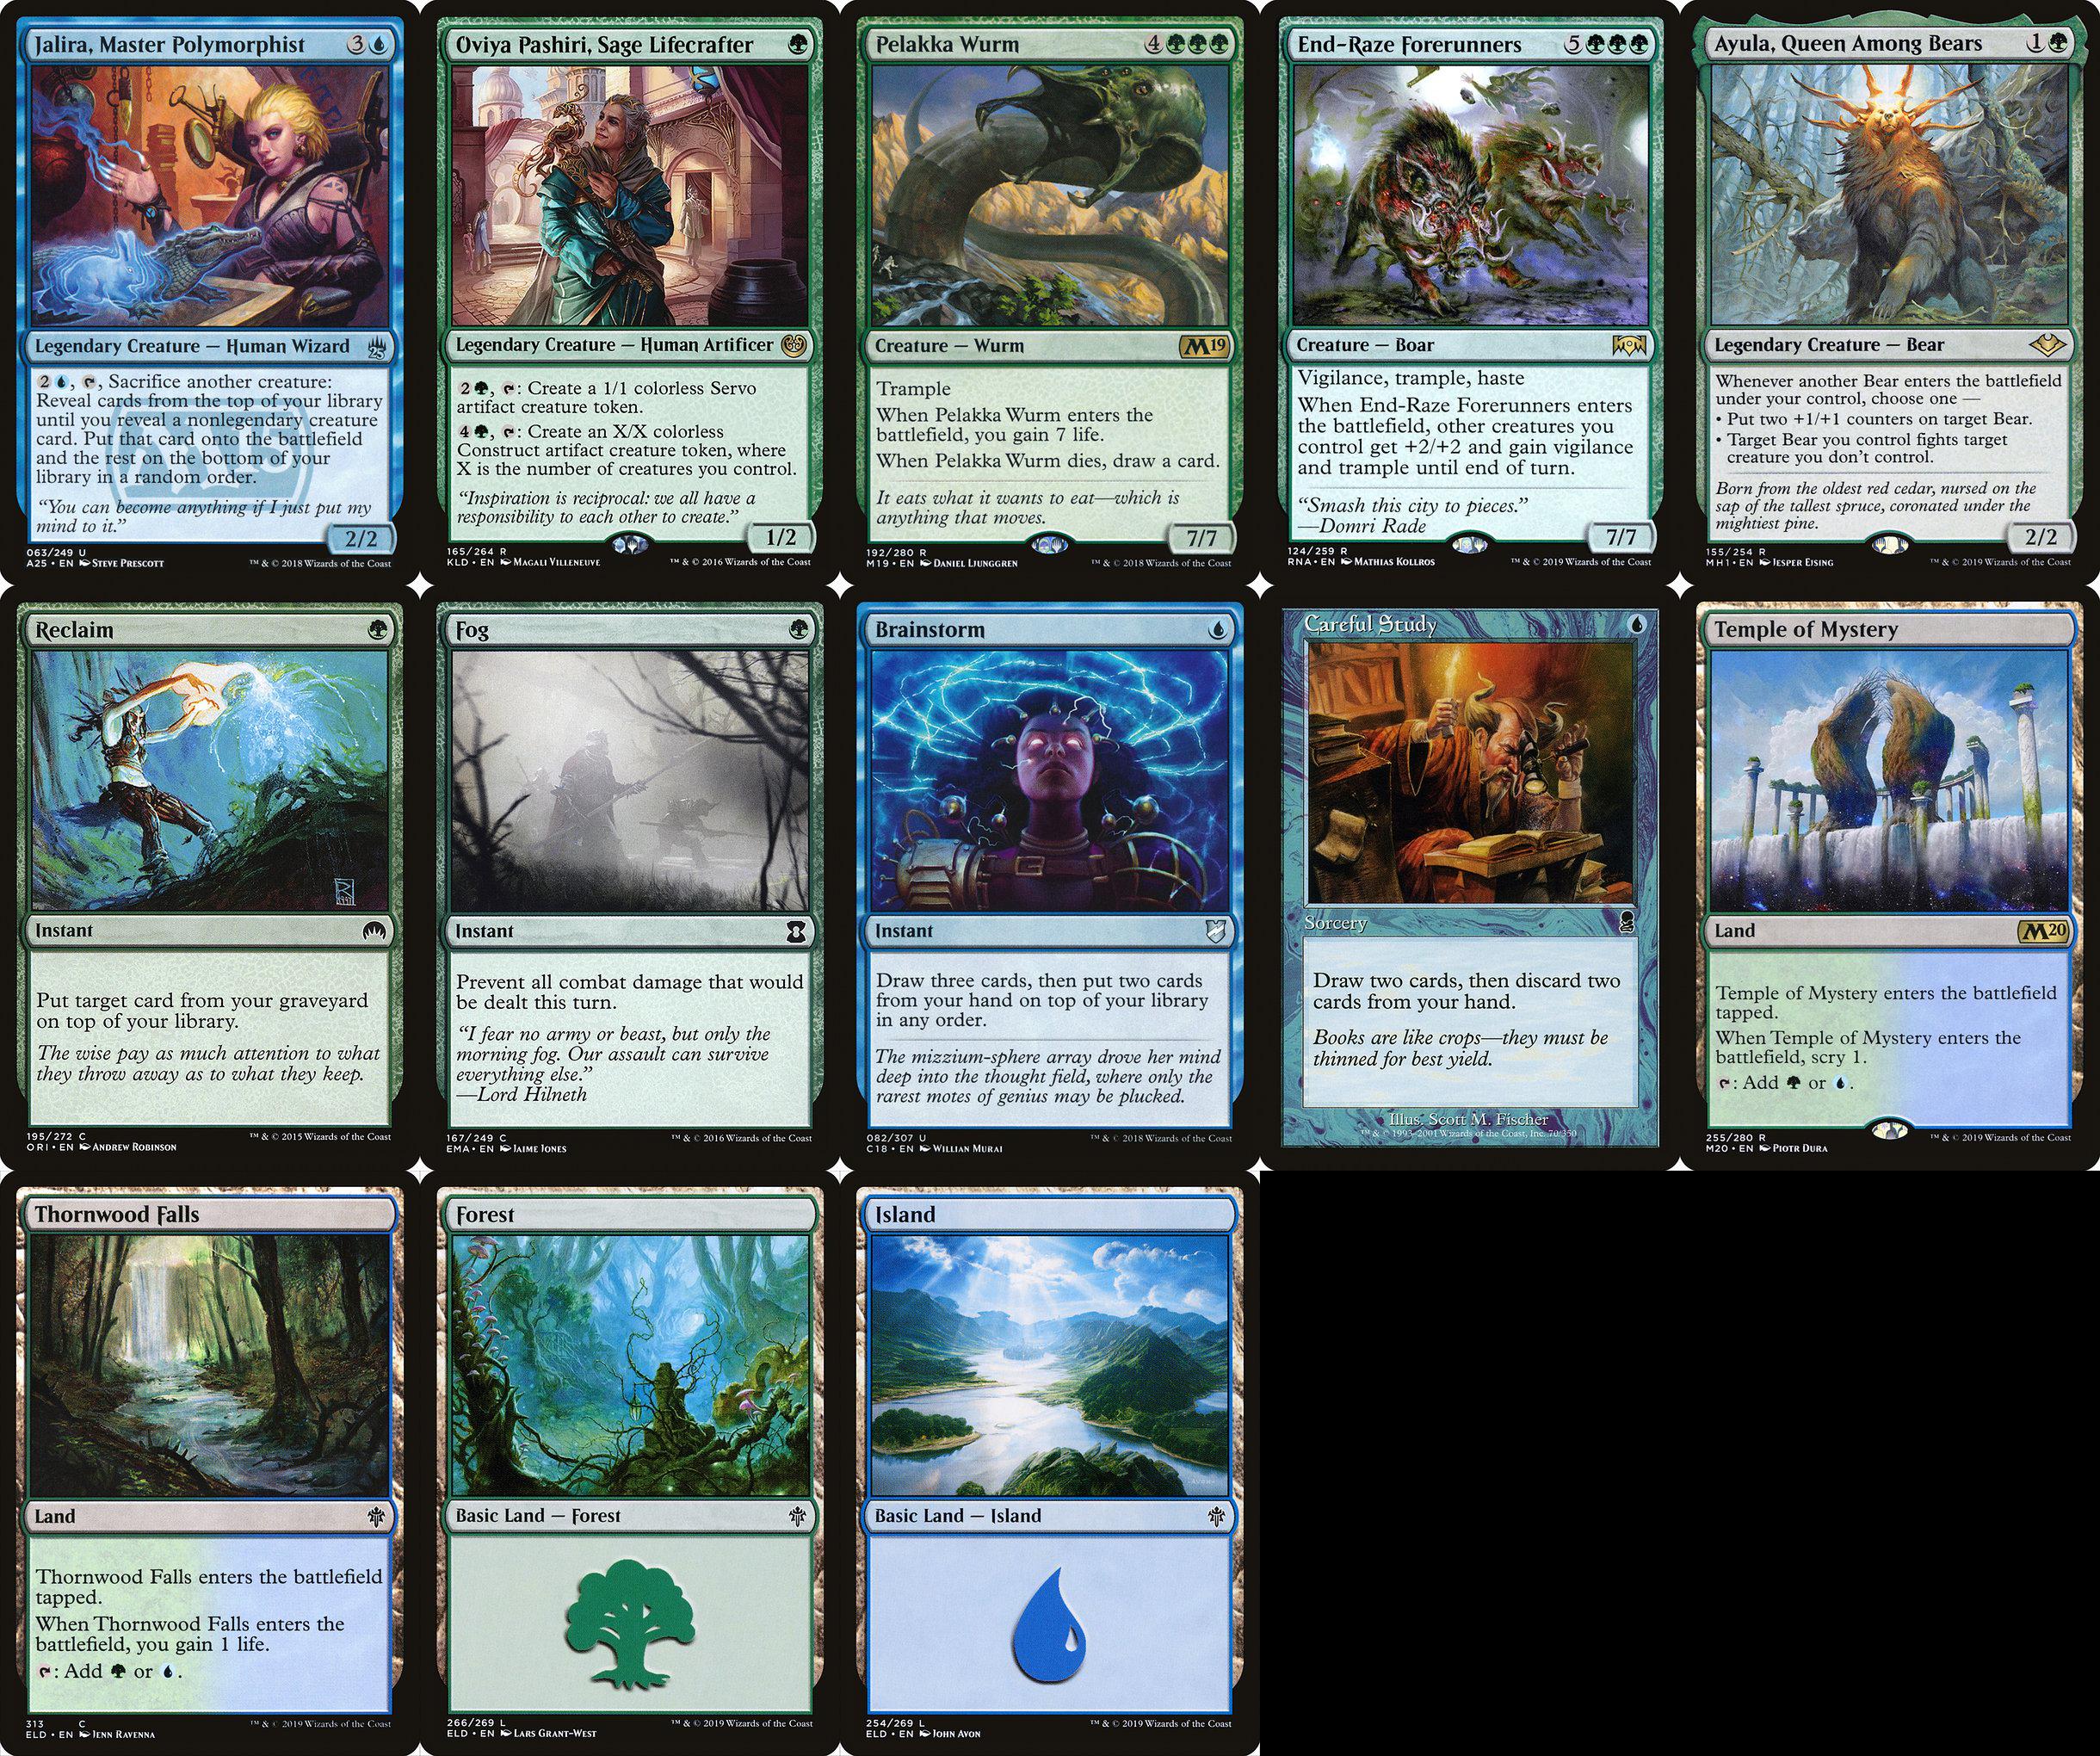 Jalira, Master Polymorphist 3
Legendary Creature — Human Wizard
2, , Sacrifice another creature:
Reveal cards from the top of your library
until you reveal a nonlegendary creature
card. Put that card onto the battlefield
and the rest on the bottom of your
library in a random order.
"You can become anything if I just put my
mind to it."
2/2
063/249 U
A25 • EN STEVE PRESCOTT
™ & © 2018 Wizards of the Coast
Oviya Pashiri, Sage Lifecrafter
Legendary Creature — Human Artificer
2, : Create a 1/1 colorless Servo
artifact creature token.
4, : Create an X/X colorless
Construct artifact creature token, where
X is the number of creatures you control.
"Inspiration is reciprocal: we all have a
responsibility to each other to create."
1/2
165/264 R
KLD • EN MAGALI VILLENEUVE
™ & © 2016 Wizards of the Coast
Pelakka Wurm 4
Creature — Wurm
M19
Trample
When Pelakka Wurm enters the
battlefield, you gain 7 life.
When Pelakka Wurm dies, draw a card.
It eats what it wants to eat—which is
anything that moves.
7/7
192/280 R
M19 • EN DANIEL LJUNGGREN
™ & © 2018 Wizards of the Coast
End-Raze Forerunners 5
Creature — Boar
Vigilance, trample, haste
When End-Raze Forerunners enters
the battlefield, other creatures you
control get +2/+2 and gain vigilance
and trample until end of turn.
"Smash this city to pieces."
—Domri Rade
7/7
124/259 R
RNA • EN MATHIAS KOLLROS
™ & © 2019 Wizards of the Coast
Ayula, Queen Among Bears 1
Legendary Creature — Bear
Whenever another Bear enters the battlefield
under your control, choose one —
• Put two +1/+1 counters on target Bear.
• Target Bear you control fights target
creature you don't control.
Born from the oldest red cedar, nursed on the
sap of the tallest spruce, coronated under the
mightiest pine.
2/2
155/254 R
MH1 • EN JESPER EJSING
™ & © 2019 Wizards of the Coast
Reclaim
Instant
Put target card from your graveyard
on top of your library.
The wise pay as much attention to what
they throw away as to what they keep.
195/272 C
ORI • EN ANDREW ROBINSON
™ & © 2015 Wizards of the Coast
Fog
Instant
Prevent all combat damage that would
be dealt this turn.
"I fear no army or beast, but only the
morning fog. Our assault can survive
everything else."
—Lord Hilneth
167/249 C
EMA • EN JAIME JONES
™ & © 2016 Wizards of the Coast
Brainstorm
Instant
Draw three cards, then put two cards
from your hand on top of your library
in any order.
The mizzium-sphere array drove her mind
deep into the thought field, where only the
rarest motes of genius may be plucked.
082/307 U
C18 • EN WILLIAN MURAI
™ & © 2018 Wizards of the Coast
Careful Study
Sorcery
Draw two cards, then discard two
cards from your hand.
Books are like crops—they must be
thinned for best yield.
Illus. Scott M. Fischer
™ & © 1993–2001 Wizards of the Coast, Inc. 70/350
Temple of Mystery
Land
M20
Temple of Mystery enters the battlefield
tapped.
When Temple of Mystery enters the
battlefield, scry 1.
: Add or .
255/280 R
M20 • EN PIOTR DURA
™ & © 2019 Wizards of the Coast
Thornwood Falls
Land
Thornwood Falls enters the battlefield
tapped.
When Thornwood Falls enters the
battlefield, you gain 1 life.
: Add or .
313 C
ELD • EN JENN RAVENNA
™ & © 2019 Wizards of the Coast
Forest
Basic Land — Forest
266/269 L
ELD • EN LARS GRANT-WEST
™ & © 2019 Wizards of the Coast
Island
Basic Land — Island
254/269 L
ELD • EN JOHN AVON
™ & © 2019 Wizards of the Coast